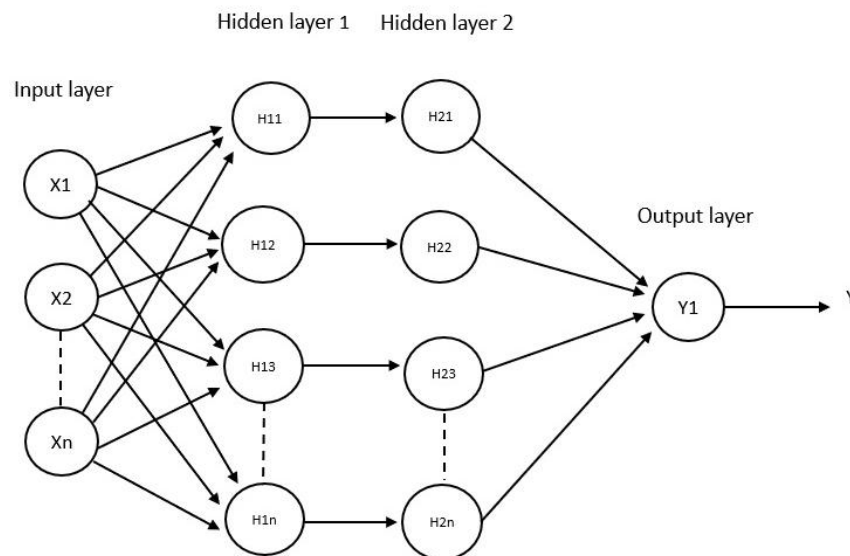 Hidden layer 1
Hidden layer 2
Input layer
H11
H21
X1
Output layer
H12
H22
X2
Y1
Y
H13
H23
Xn
H1n
H2n